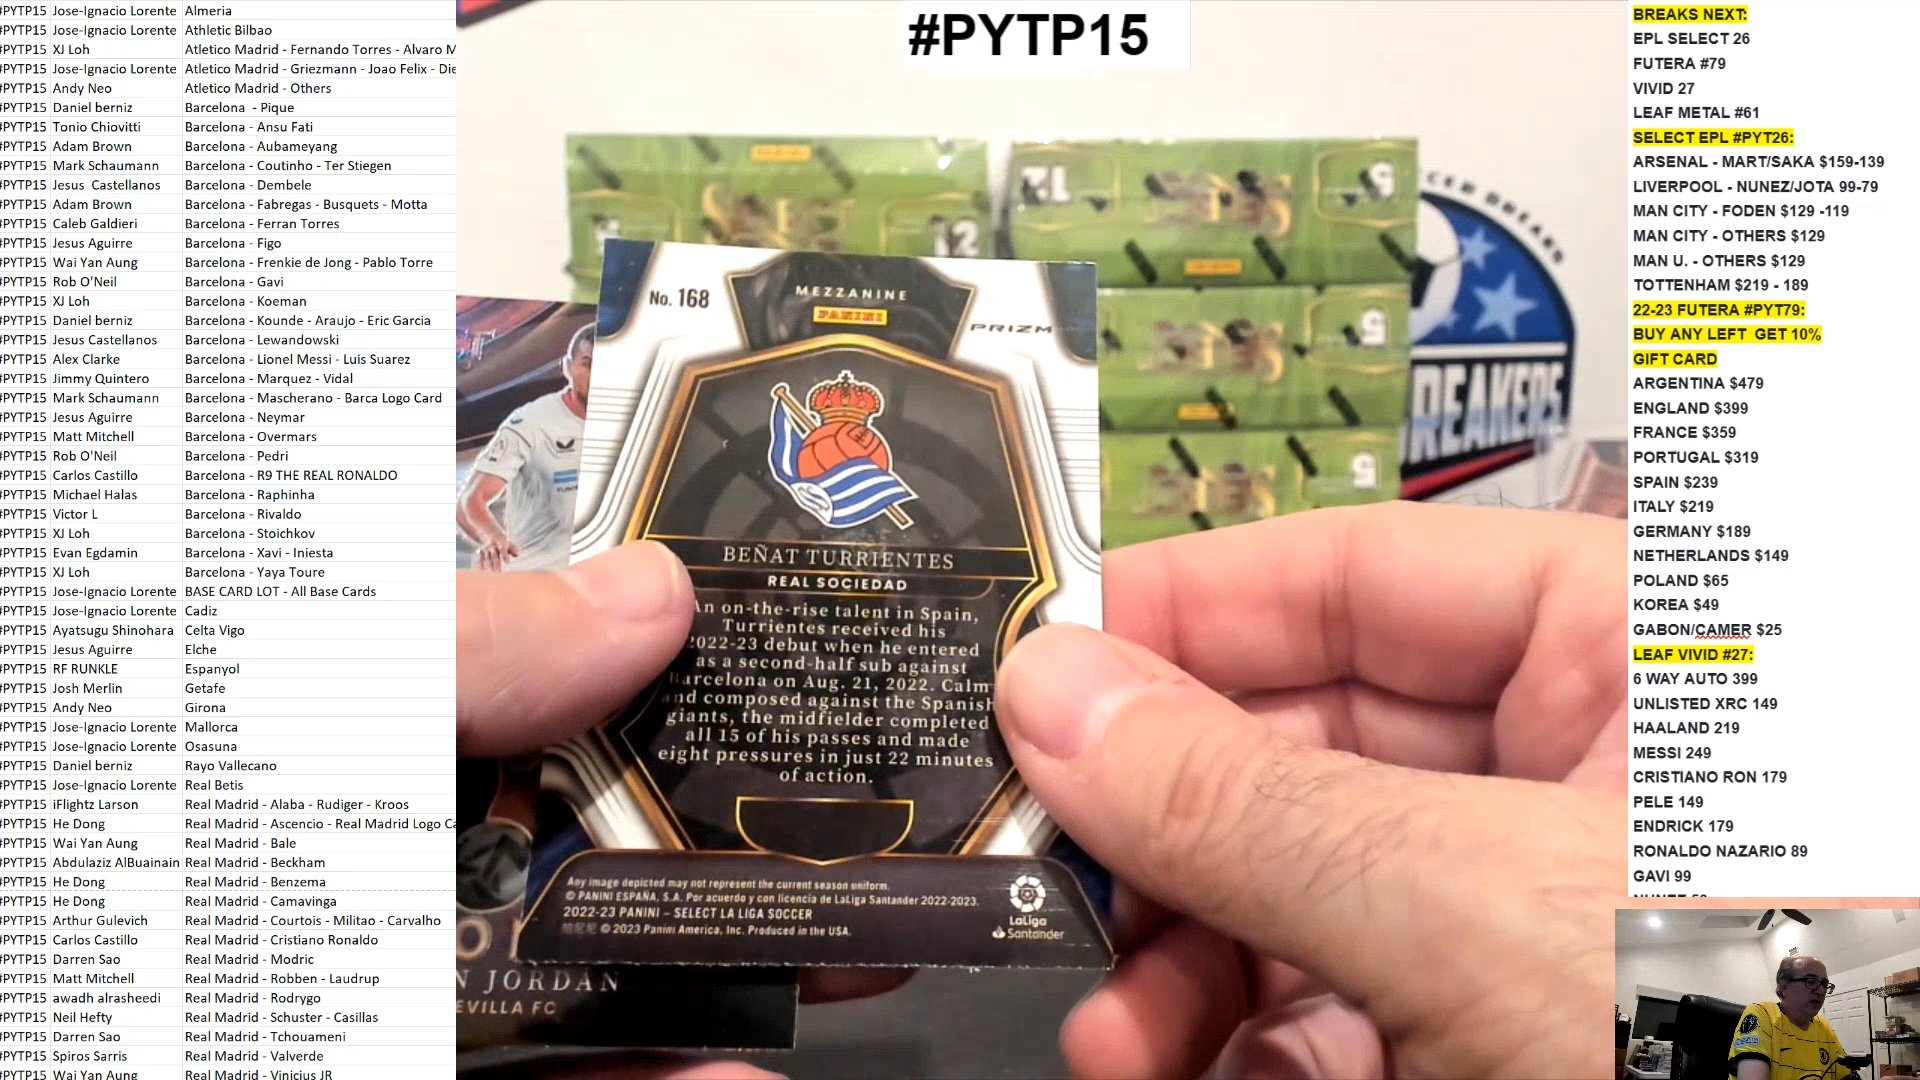 #PYTP15 Jose-Ignacio Lorente Almeria
#PYTP15 Jose-Ignacio Lorente Athletic Bilbao
#PYTP15 XJ Loh Atletico Madrid - Fernando Torres - Alvaro M
#PYTP15 Jose-Ignacio Lorente Atletico Madrid - Griezmann - Joao Felix - Die
#PYTP15 Andy Neo Atletico Madrid - Others
#PYTP15 Daniel berniz Barcelona - Pique
#PYTP15 Tonio Chiovitti Barcelona - Ansu Fati
#PYTP15 Adam Brown Barcelona - Aubameyang
#PYTP15 Mark Schaumann Barcelona - Coutinho - Ter Stiegen
#PYTP15 Jesus Castellanos Barcelona - Dembele
#PYTP15 Adam Brown Barcelona - Fabregas - Busquets - Motta
#PYTP15 Caleb Galdieri Barcelona - Ferran Torres
#PYTP15 Jesus Aguirre Barcelona - Figo
#PYTP15 Wai Yan Aung Barcelona - Frenkie de Jong - Pablo Torre
#PYTP15 Rob O'Neil Barcelona - Gavi
#PYTP15 XJ Loh Barcelona - Koeman
#PYTP15 Daniel berniz Barcelona - Kounde - Araujo - Eric Garcia
#PYTP15 Jesus Castellanos Barcelona - Lewandowski
#PYTP15 Alex Clarke Barcelona - Lionel Messi - Luis Suarez
#PYTP15 Jimmy Quintero Barcelona - Marquez - Vidal
#PYTP15 Mark Schaumann Barcelona - Mascherano - Barca Logo Card
#PYTP15 Jesus Aguirre Barcelona - Neymar
#PYTP15 Matt Mitchell Barcelona - Overmars
#PYTP15 Rob O'Neil Barcelona - Pedri
#PYTP15 Carlos Castillo Barcelona - R9 THE REAL RONALDO
#PYTP15 Michael Halas Barcelona - Raphinha
#PYTP15 Victor L Barcelona - Rivaldo
#PYTP15 XJ Loh Barcelona - Stoichkov
#PYTP15 Evan Egdamin Barcelona - Xavi - Iniesta
#PYTP15 XJ Loh Barcelona - Yaya Toure
#PYTP15 Jose-Ignacio Lorente BASE CARD LOT - All Base Cards
#PYTP15 Jose-Ignacio Lorente Cadiz
#PYTP15 Ayatsugu Shinohara Celta Vigo
#PYTP15 Jesus Aguirre Elche
#PYTP15 RF RUNKLE Espanyol
#PYTP15 Josh Merlin Getafe
#PYTP15 Andy Neo Girona
#PYTP15 Jose-Ignacio Lorente Mallorca
#PYTP15 Jose-Ignacio Lorente Osasuna
#PYTP15 Daniel berniz Rayo Vallecano
#PYTP15 Jose-Ignacio Lorente Real Betis
#PYTP15 iFlightz Larson Real Madrid - Alaba - Rudiger - Kroos
#PYTP15 He Dong Real Madrid - Ascencio - Real Madrid Logo Ca
#PYTP15 Wai Yan Aung Real Madrid - Bale
#PYTP15 Abdulaziz AlBuainain Real Madrid - Beckham
#PYTP15 He Dong Real Madrid - Benzema
#PYTP15 He Dong Real Madrid - Camavinga
#PYTP15 Arthur Gulevich Real Madrid - Courtois - Militao - Carvalho
#PYTP15 Carlos Castillo Real Madrid - Cristiano Ronaldo
#PYTP15 Darren Sao Real Madrid - Modric
#PYTP15 Matt Mitchell Real Madrid - Robben - Laudrup
#PYTP15 awadh alrasheedi Real Madrid - Rodrygo
#PYTP15 Neil Hefty Real Madrid - Schuster - Casillas
#PYTP15 Darren Sao Real Madrid - Tchouameni
#PYTP15 Spiros Sarris Real Madrid - Valverde
#PYTP15 Wai Yan Aung Real Madrid - Vinicius JR
#PYTP15
12
12
5
5
5
REAKERS
No. 168
MEZZANINE
PANINI
PRIZM
BEÑAT TURRIENTES
REAL SOCIEDAD
An on-the-rise talent in Spain,
Turrientes received his
2022-23 debut when he entered
as a second-half sub against
Barcelona on Aug. 21, 2022. Calm
and composed against the Spanish
giants, the midfielder completed
all 15 of his passes and made
eight pressures in just 22 minutes
of action.
Any image depicted may not represent the current season uniform.
© PANINI ESPAÑA, S.A. Por acuerdo y con licencia de LaLiga Santander 2022-2023.
2022-23 PANINI – SELECT LA LIGA SOCCER
© 2023 Panini America, Inc. Produced in the USA.
LaLiga
Santander
N JORDÁN
EVILLA FC
BREAKS NEXT:
EPL SELECT 26
FUTERA #79
VIVID 27
LEAF METAL #61
SELECT EPL #PYT26:
ARSENAL - MART/SAKA $159-139
LIVERPOOL - NUNEZ/JOTA 99-79
MAN CITY - FODEN $129 -119
MAN CITY - OTHERS $129
MAN U. - OTHERS $129
TOTTENHAM $219 - 189
22-23 FUTERA #PYT79:
BUY ANY LEFT GET 10%
GIFT CARD
ARGENTINA $479
ENGLAND $399
FRANCE $359
PORTUGAL $319
SPAIN $239
ITALY $219
GERMANY $189
NETHERLANDS $149
POLAND $65
KOREA $49
GABON/CAMER $25
LEAF VIVID #27:
6 WAY AUTO 399
UNLISTED XRC 149
HAALAND 219
MESSI 249
CRISTIANO RON 179
PELE 149
ENDRICK 179
RONALDO NAZARIO 89
GAVI 99